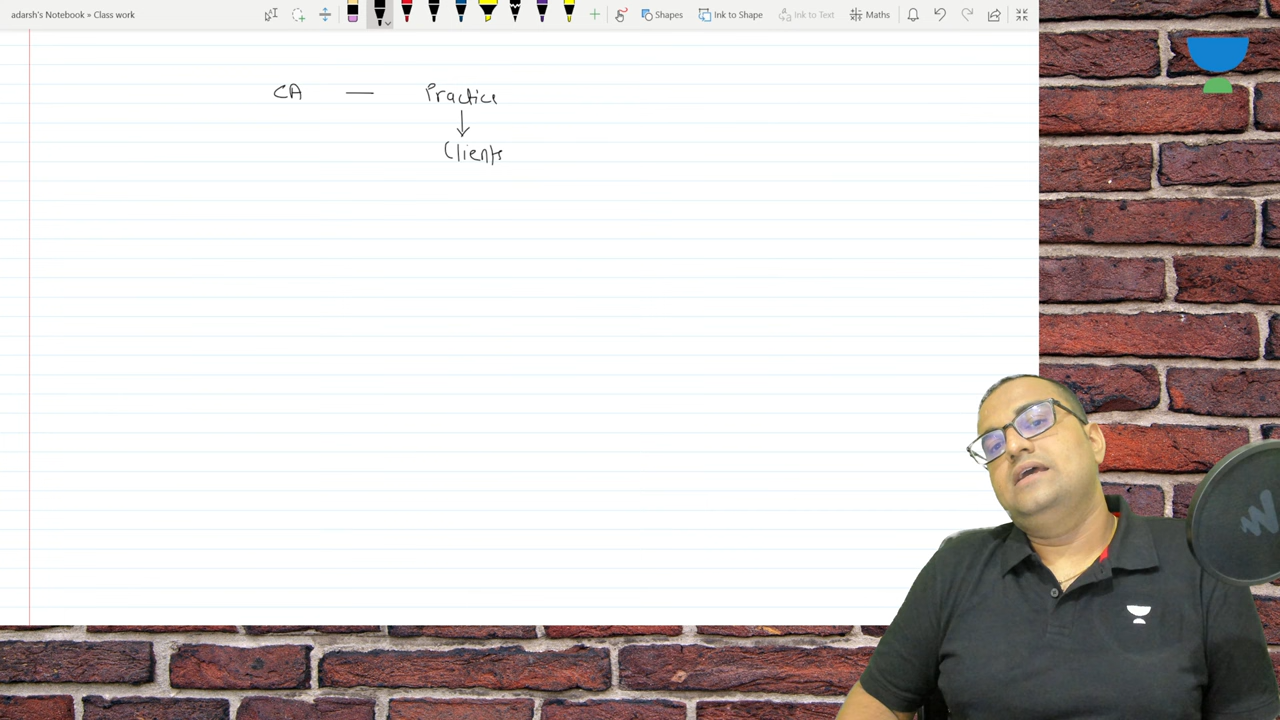 adarsh's Notebook » Class work
Shapes Ink to Shape Ink to Text Maths
CA — Practice
↓
Clients
W